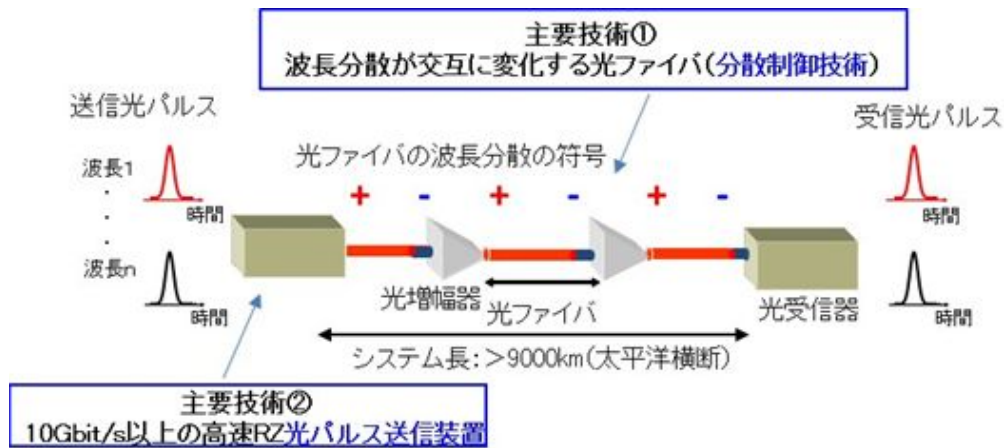 主要技術①
波長分散が交互に変化する光ファイバ(分散制御技術)
送信光パルス
受信光パルス
光ファイバの波長分散の符号
波長1
・
・
・
波長n
+ - + - + -
時間
時間
時間
時間
光増幅器
光ファイバ
光受信器
システム長:>9000km(太平洋横断)
主要技術②
10Gbit/s以上の高速RZ光パルス送信装置